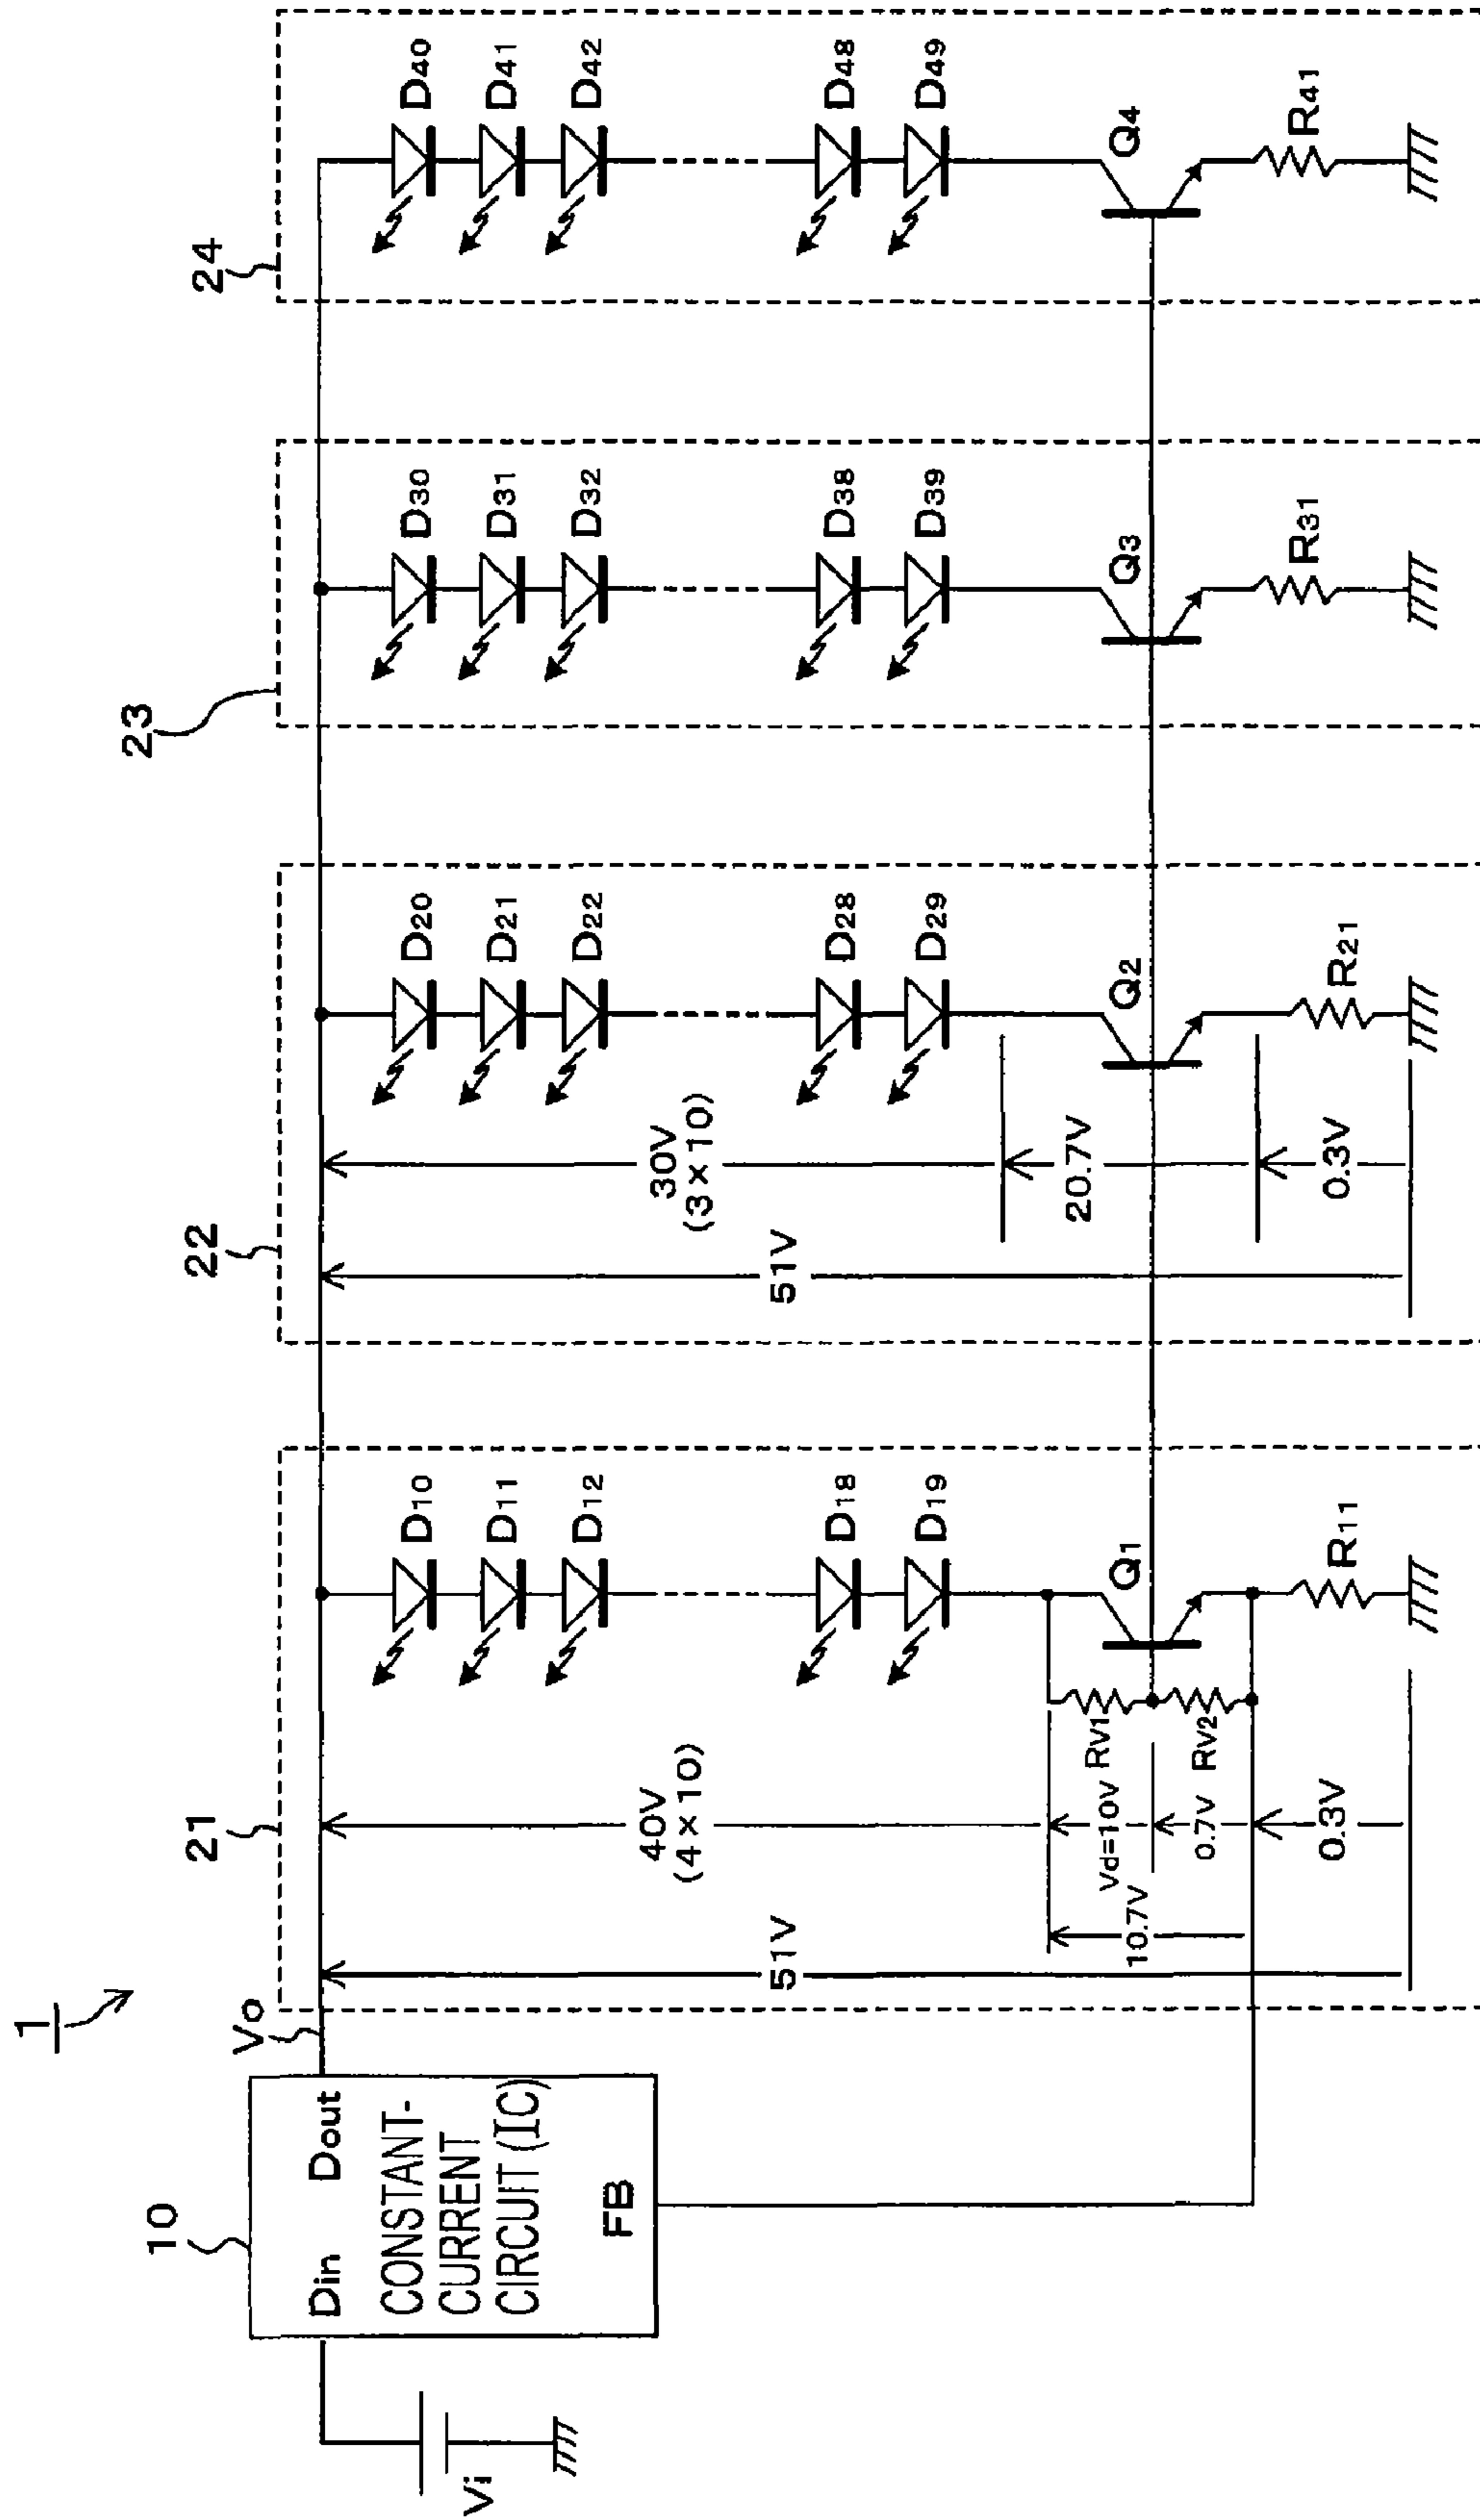 1
10
Din Dout
CONSTANT-
CURRENT
CIRCUIT (IC)
FB
Vi
Vo
21
51V
40V
(4×10)
10.7V
Vd=10V
0.7V
0.3V
RV1
RV2
D10
D11
D12
D18
D19
Q1
R11
22
51V
30V
(3×10)
20.7V
0.3V
D20
D21
D22
D28
D29
Q2
R21
23
D30
D31
D32
D38
D39
Q3
R31
24
D40
D41
D42
D48
D49
Q4
R41